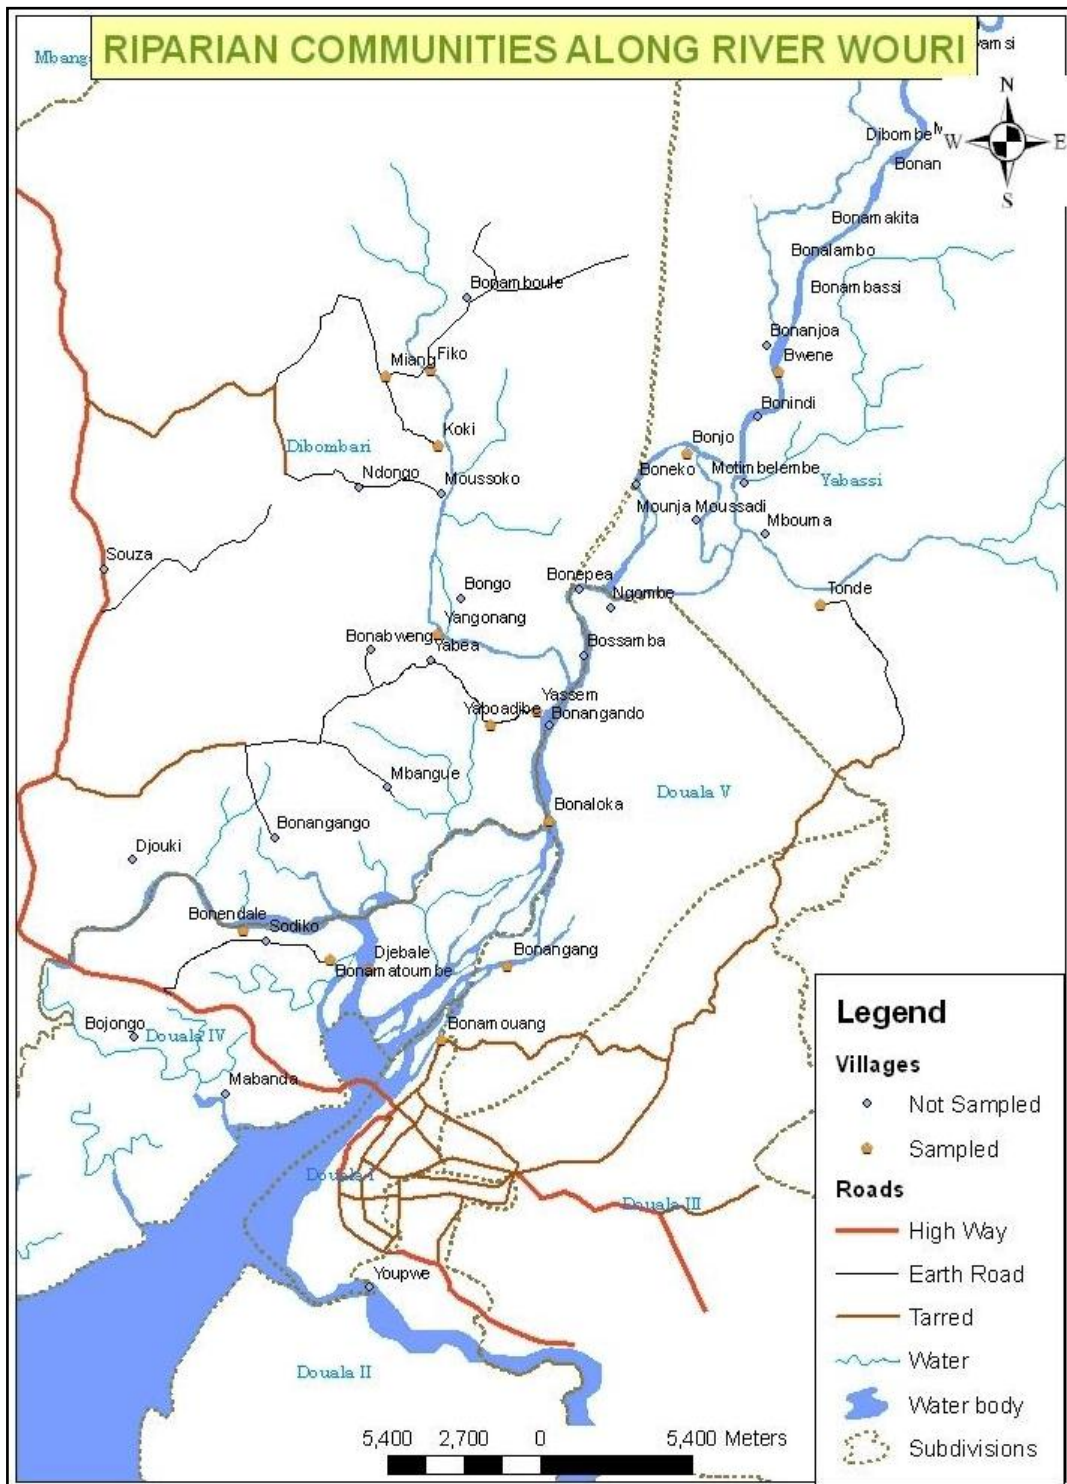 RIPARIAN COMMUNITIES ALONG RIVER WOURI
N
W E
S
Dibombe
Bonan
Bonamakita
Bonalambo
Bonambassi
Bonamboule
Bonanjoa
Miang
Fiko
Bwene
Bonindi
Koki
Bonjo
Dibombari
Ndongo
Moussoko
Boneko
Motimbelembe
Yabassi
Mounja Moussadi
Mbouma
Souza
Bongo
Bonepea
Ngombe
Tonde
Yangonang
Bonabweng
Yabea
Bossamba
Yapoadibe
Yassem
Bonangando
Mbangue
Douala V
Bonaloka
Bonangango
Djouki
Bonendale
Sodiko
Djebale
Bonangang
Bonamatoumbe
Bojongo
Douala IV
Bonamouang
Mabanda
Douala I
Douala III
Youpwe
Douala II
Legend
Villages
Not Sampled
Sampled
Roads
High Way
Earth Road
Tarred
Water
Water body
Subdivisions
5,400 2,700 0 5,400 Meters